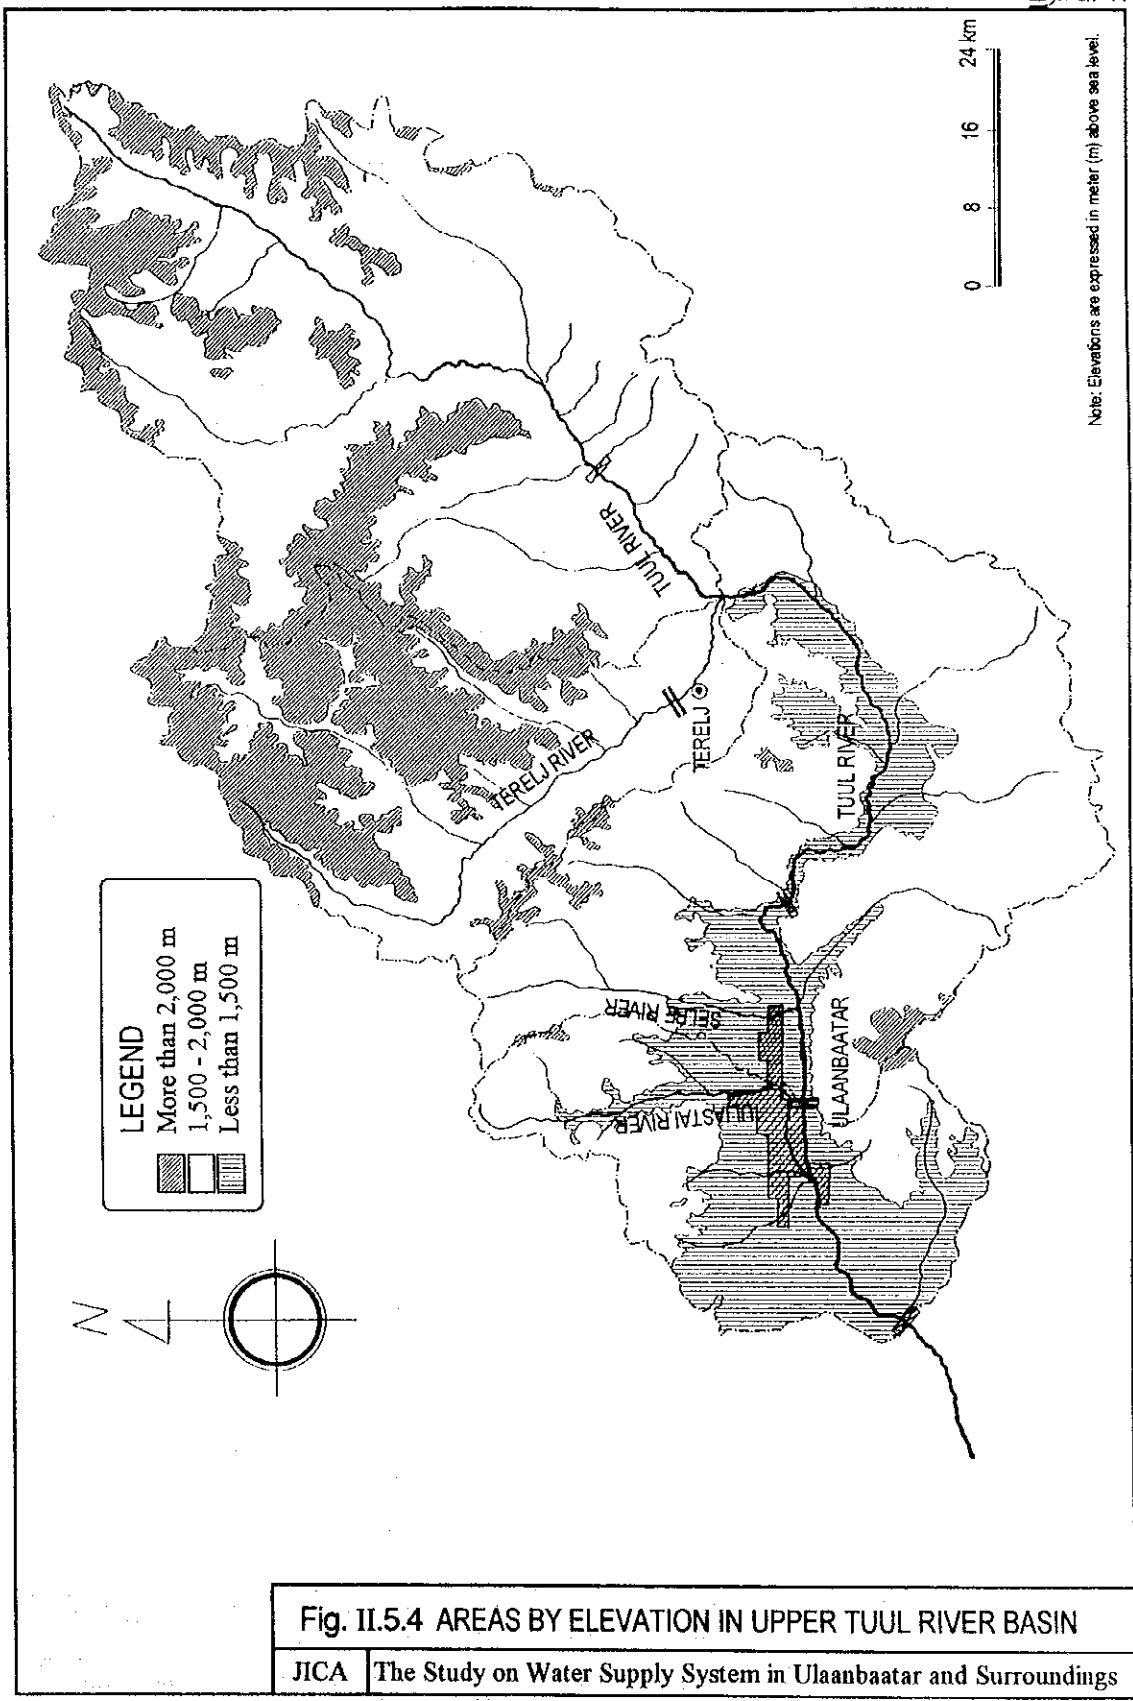 N
LEGEND
More than 2,000 m
1,500 - 2,000 m
Less than 1,500 m
TUUL RIVER
TERELJ RIVER
TERELJ
TUUL RIVER
SELBE RIVER
ULIASTAI RIVER
ULAANBAATAR
0 8 16 24 km
Note: Elevations are expressed in meter (m) above sea level.
Fig. II.5.4 AREAS BY ELEVATION IN UPPER TUUL RIVER BASIN
JICA The Study on Water Supply System in Ulaanbaatar and Surroundings